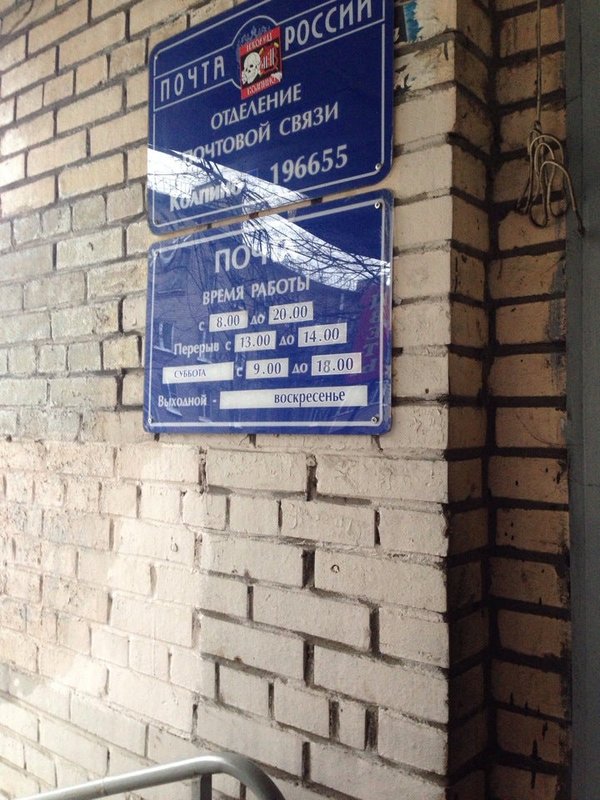 ПОЧТА РОССИИ
ОТДЕЛЕНИЕ
ПОЧТОВОЙ СВЯЗИ
Колпино 196655
ВРЕМЯ РАБОТЫ
с 8.00 до 20.00
Перерыв с 13.00 до 14.00
СУББОТА с 9.00 до 18.00
Выходной - воскресенье